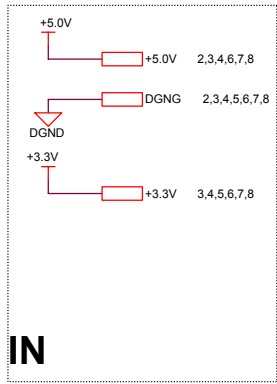 +5.0V
+5.0V 2,3,4,6,7,8
DGNG 2,3,4,5,6,7,8
DGND
+3.3V
+3.3V 3,4,5,6,7,8
IN